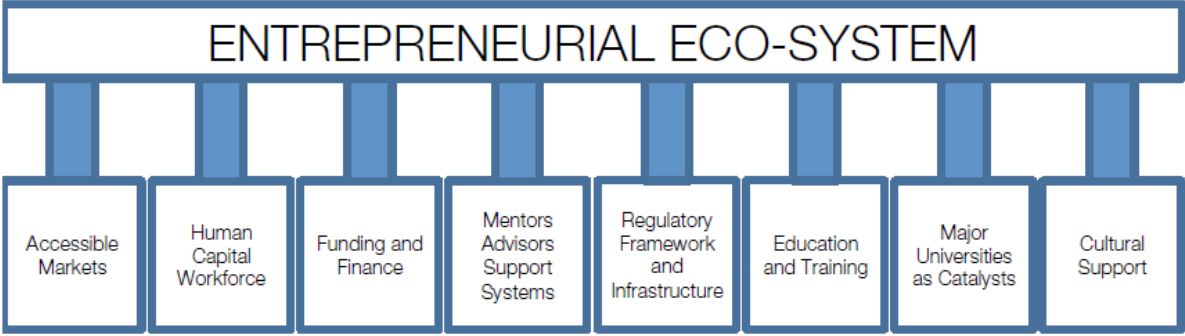 ENTREPRENEURIAL ECO-SYSTEM
Accessible
Markets
Human
Capital
Workforce
Funding and
Finance
Mentors
Advisors
Support
Systems
Regulatory
Framework
and
Infrastructure
Education
and Training
Major
Universities
as Catalysts
Cultural
Support